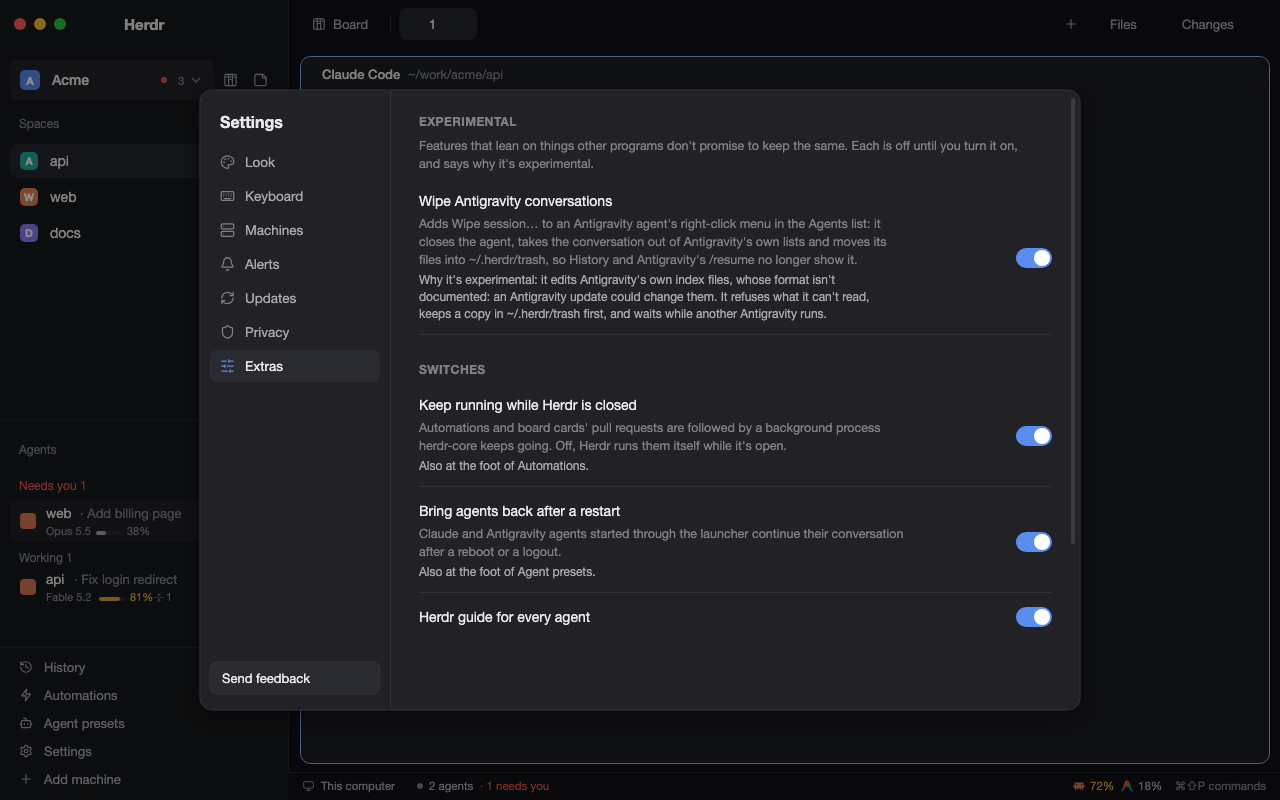 Herdr
Board
1
+
Files
Changes
A
Acme
3
Claude Code ~/work/acme/api
Spaces
A
api
W
web
D
docs
Agents
Needs you 1
web · Add billing page
Opus 5.5 38%
Working 1
api · Fix login redirect
Fable 5.2 81% ÷ 1
History
Automations
Agent presets
Settings
+ Add machine
Settings
Look
Keyboard
Machines
Alerts
Updates
Privacy
Extras
Send feedback
EXPERIMENTAL
Features that lean on things other programs don't promise to keep the same. Each is off until you turn it on,
and says why it's experimental.
Wipe Antigravity conversations
Adds Wipe session… to an Antigravity agent's right-click menu in the Agents list: it
closes the agent, takes the conversation out of Antigravity's own lists and moves its
files into ~/.herdr/trash, so History and Antigravity's /resume no longer show it.
Why it's experimental: it edits Antigravity's own index files, whose format isn't
documented: an Antigravity update could change them. It refuses what it can't read,
keeps a copy in ~/.herdr/trash first, and waits while another Antigravity runs.
SWITCHES
Keep running while Herdr is closed
Automations and board cards' pull requests are followed by a background process
herdr-core keeps going. Off, Herdr runs them itself while it's open.
Also at the foot of Automations.
Bring agents back after a restart
Claude and Antigravity agents started through the launcher continue their conversation
after a reboot or a logout.
Also at the foot of Agent presets.
Herdr guide for every agent
This computer
2 agents · 1 needs you
72%
18%
⌘⇧P commands